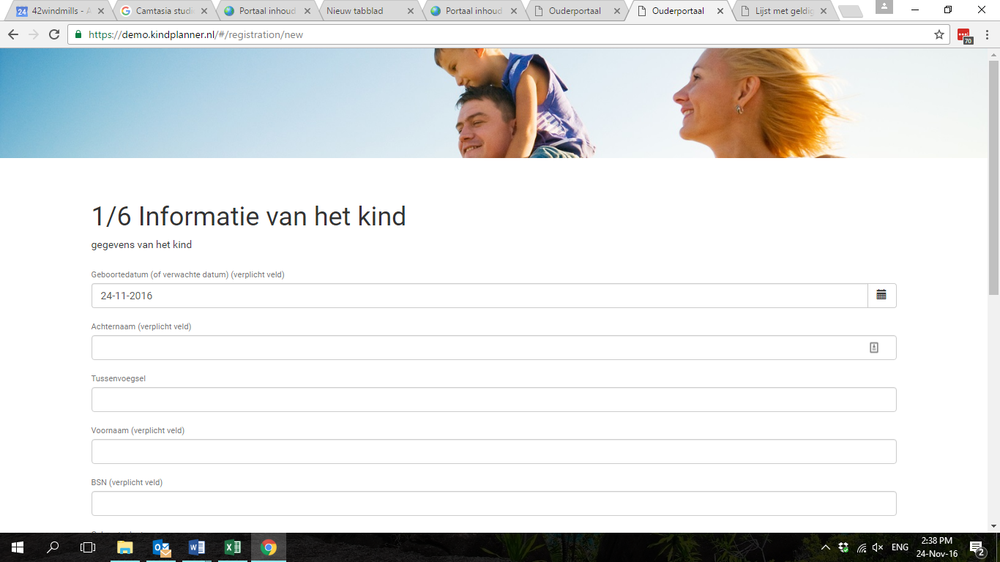 42windmills - A
Camtasia studi
Portaal inhoud
Nieuw tabblad
Portaal inhoud
Ouderportaal
Ouderportaal
Lijst met geldig
https://demo.kindplanner.nl/#/registration/new
70
1/6 Informatie van het kind
gegevens van het kind
Geboortedatum (of verwachte datum) (verplicht veld)
24-11-2016
Achternaam (verplicht veld)
Tussenvoegsel
Voornaam (verplicht veld)
BSN (verplicht veld)
ENG
2:38 PM
24-Nov-16
2